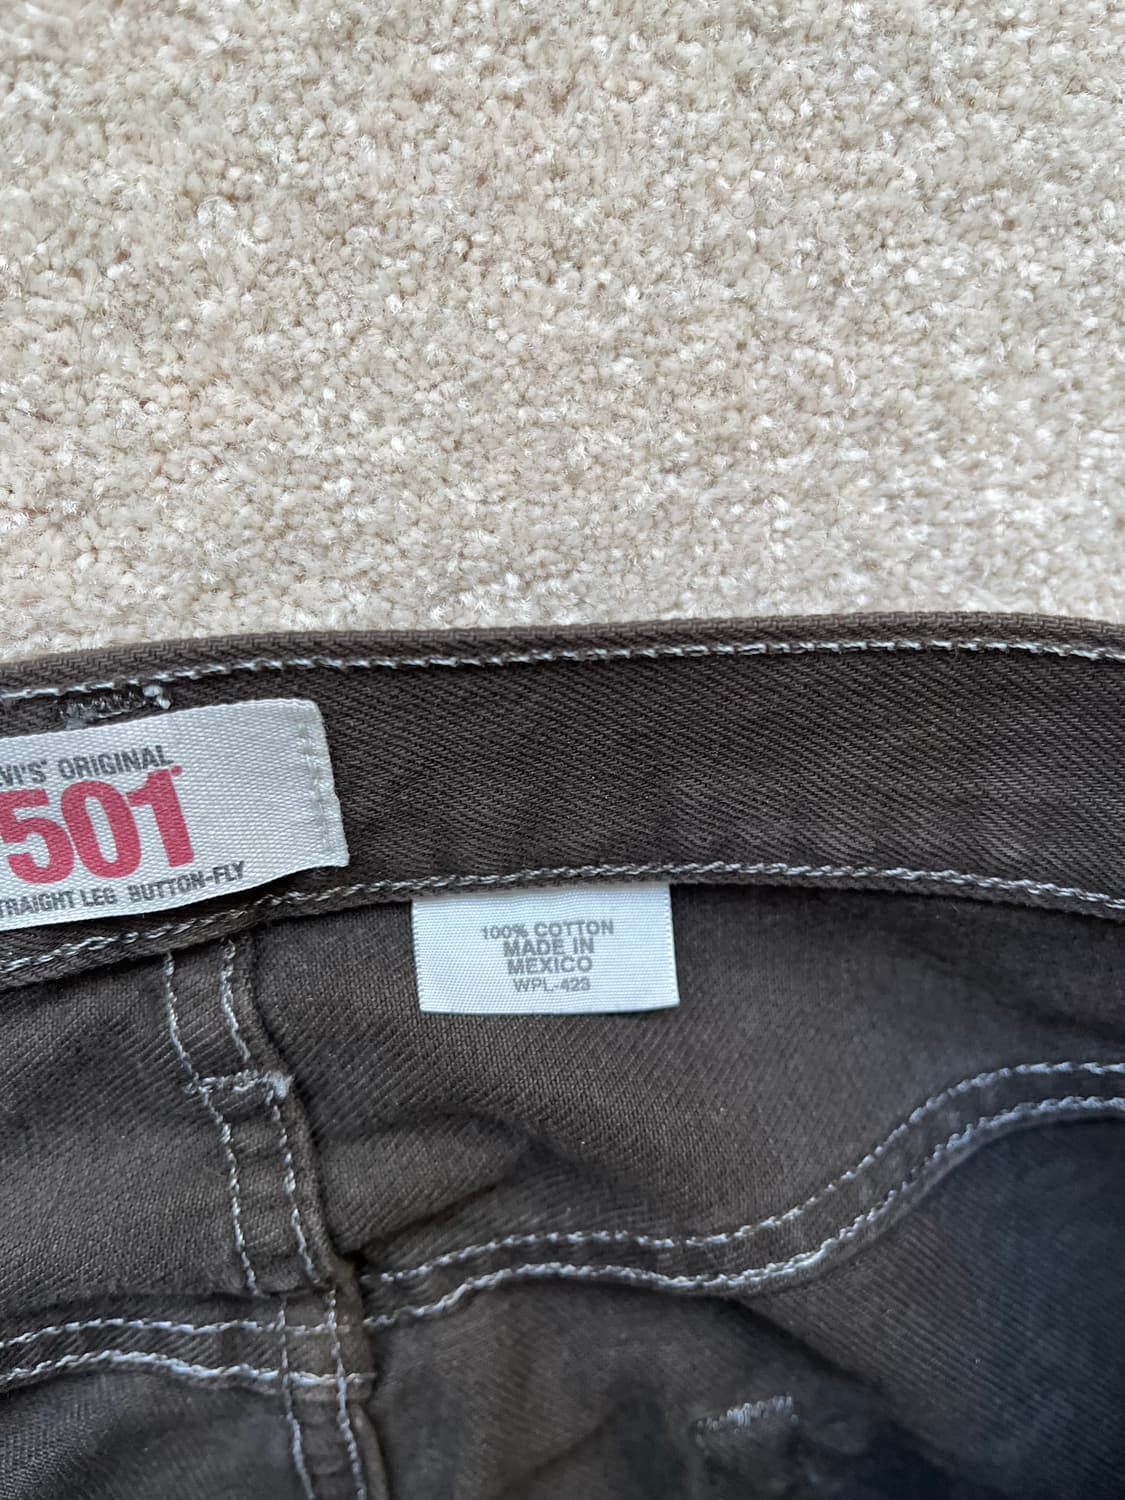 VI'S® ORIGINAL
501®
TRAIGHT LEG BUTTON-FLY
100% COTTON
MADE IN
MEXICO
WPL-423